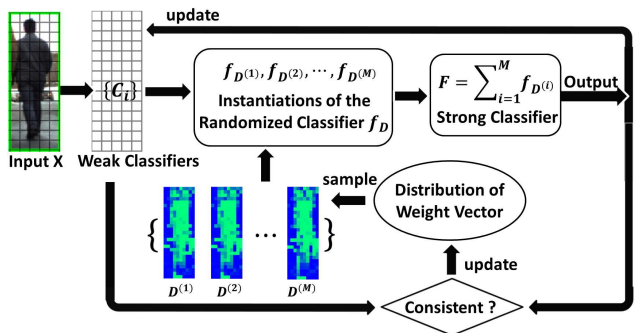 update
f_{D^{(1)}}, f_{D^{(2)}}, ⋯, f_{D^{(M)}}
Instantiations of the
Randomized Classifier f_D
F = ∑_{i=1}^{M} f_{D^{(i)}}
Strong Classifier
Output
{C_i}
Input X
Weak Classifiers
sample
Distribution of
Weight Vector
{ ⋯ }
D^{(1)} D^{(2)} D^{(M)}
update
Consistent ?